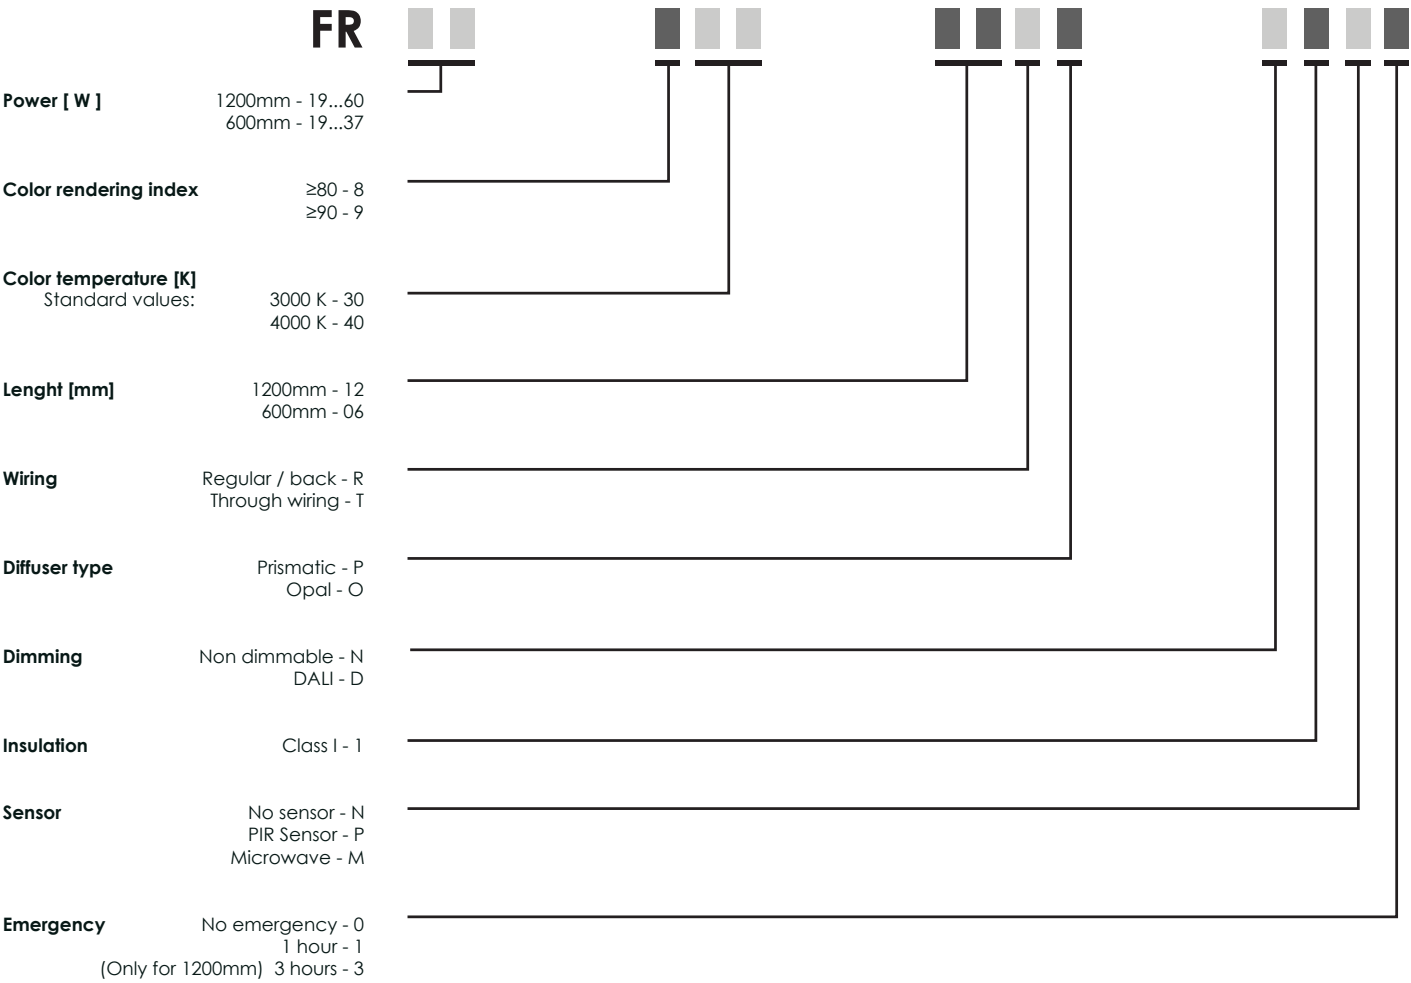 FR
Power [ W ] 1200mm - 19...60
600mm - 19...37
Color rendering index ≥80 - 8
≥90 - 9
Color temperature [K]
Standard values: 3000 K - 30
4000 K - 40
Lenght [mm] 1200mm - 12
600mm - 06
Wiring Regular / back - R
Through wiring - T
Diffuser type Prismatic - P
Opal - O
Dimming Non dimmable - N
DALI - D
Insulation Class I - 1
Sensor No sensor - N
PIR Sensor - P
Microwave - M
Emergency No emergency - 0
1 hour - 1
(Only for 1200mm) 3 hours - 3